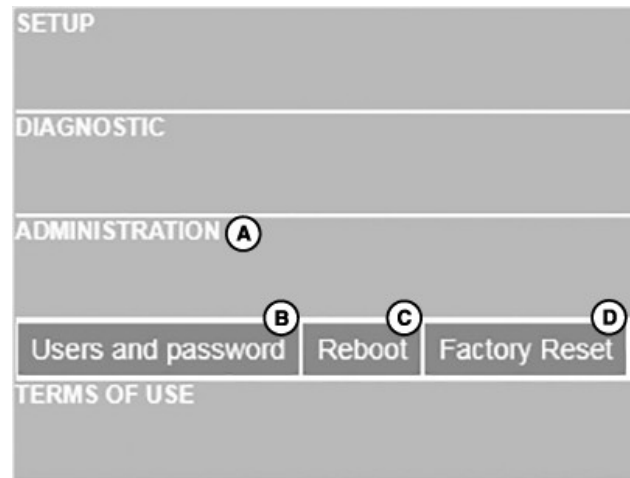 SETUP
DIAGNOSTIC
ADMINISTRATION A
B C D
Users and password Reboot Factory Reset
TERMS OF USE